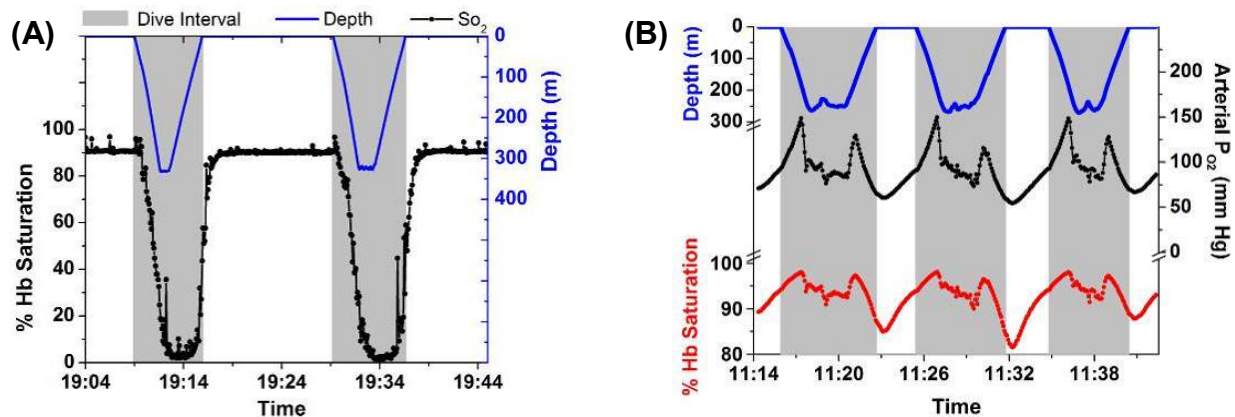 Dive Interval Depth So2
(A)
% Hb Saturation
100
80
60
40
20
0
0
100
200
300
400
Depth (m)
19:04 19:14 19:24 19:34 19:44
Time
(B)
Depth (m)
0
50
100
150
200
250
300
200
150
100
50
0
Arterial PO2 (mm Hg)
% Hb Saturation
100
90
80
11:14 11:20 11:26 11:32 11:38
Time